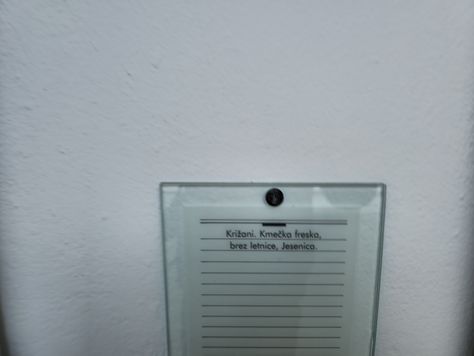 Križani. Kmečka freska,
brez letnice, Jesenica.